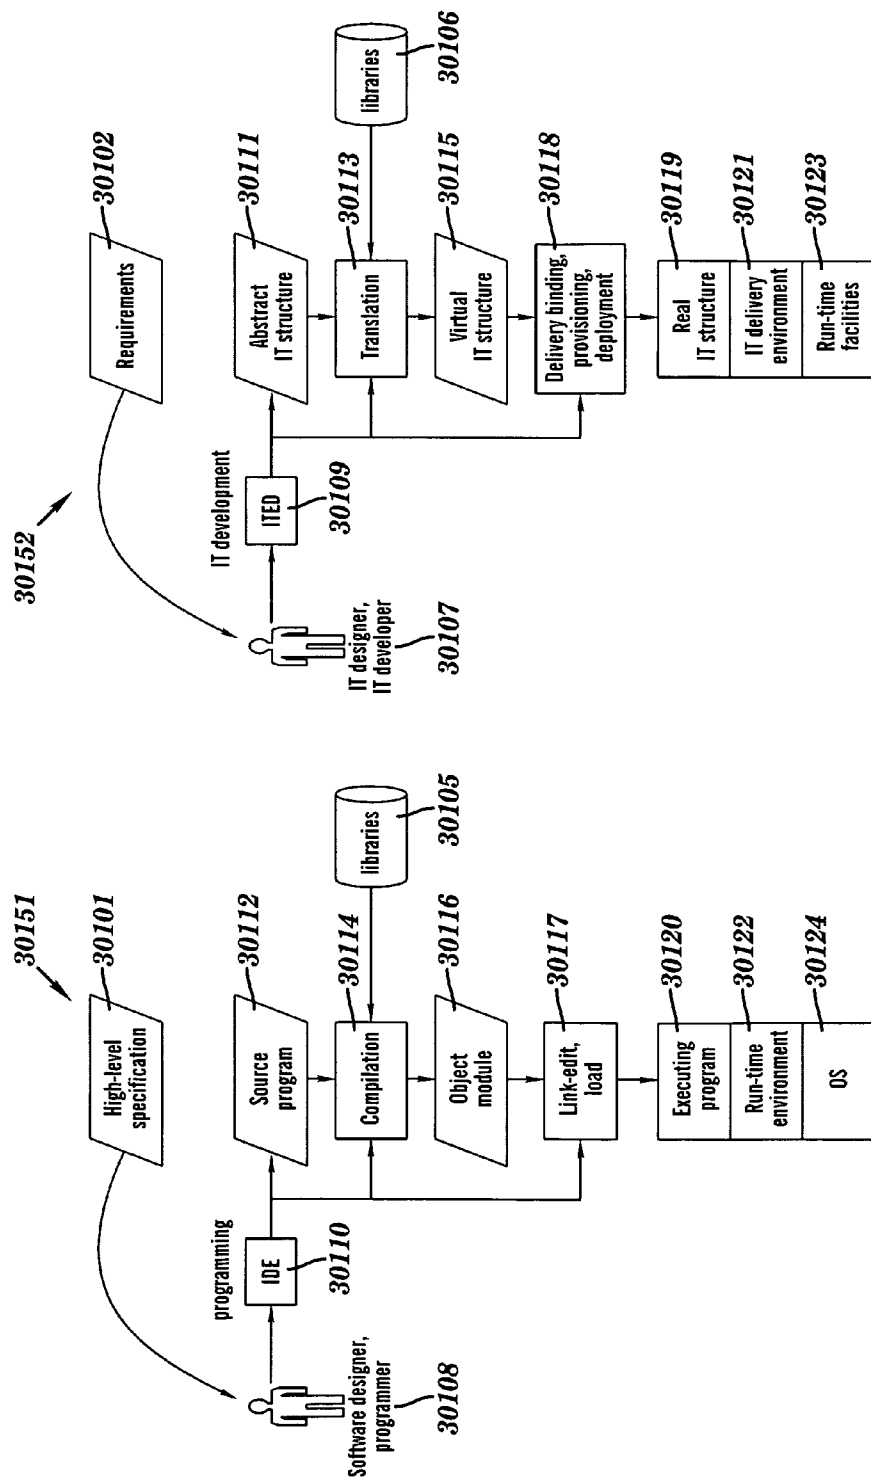 30151
High-level
specification
30101
programming
Software designer,
programmer
30108
IDE
30110
Source
program
30112
Compilation
30114
libraries
30105
Object
module
30116
Link-edit,
load
30117
Executing
program
30120
Run-time
environment
30122
OS
30124
30152
Requirements
30102
IT development
IT designer,
IT developer
30107
ITED
30109
Abstract
IT structure
30111
Translation
30113
libraries
30106
Virtual
IT structure
30115
Delivery binding,
provisioning,
deployment
30118
Real
IT structure
30119
IT delivery
environment
30121
Run-time
facilities
30123